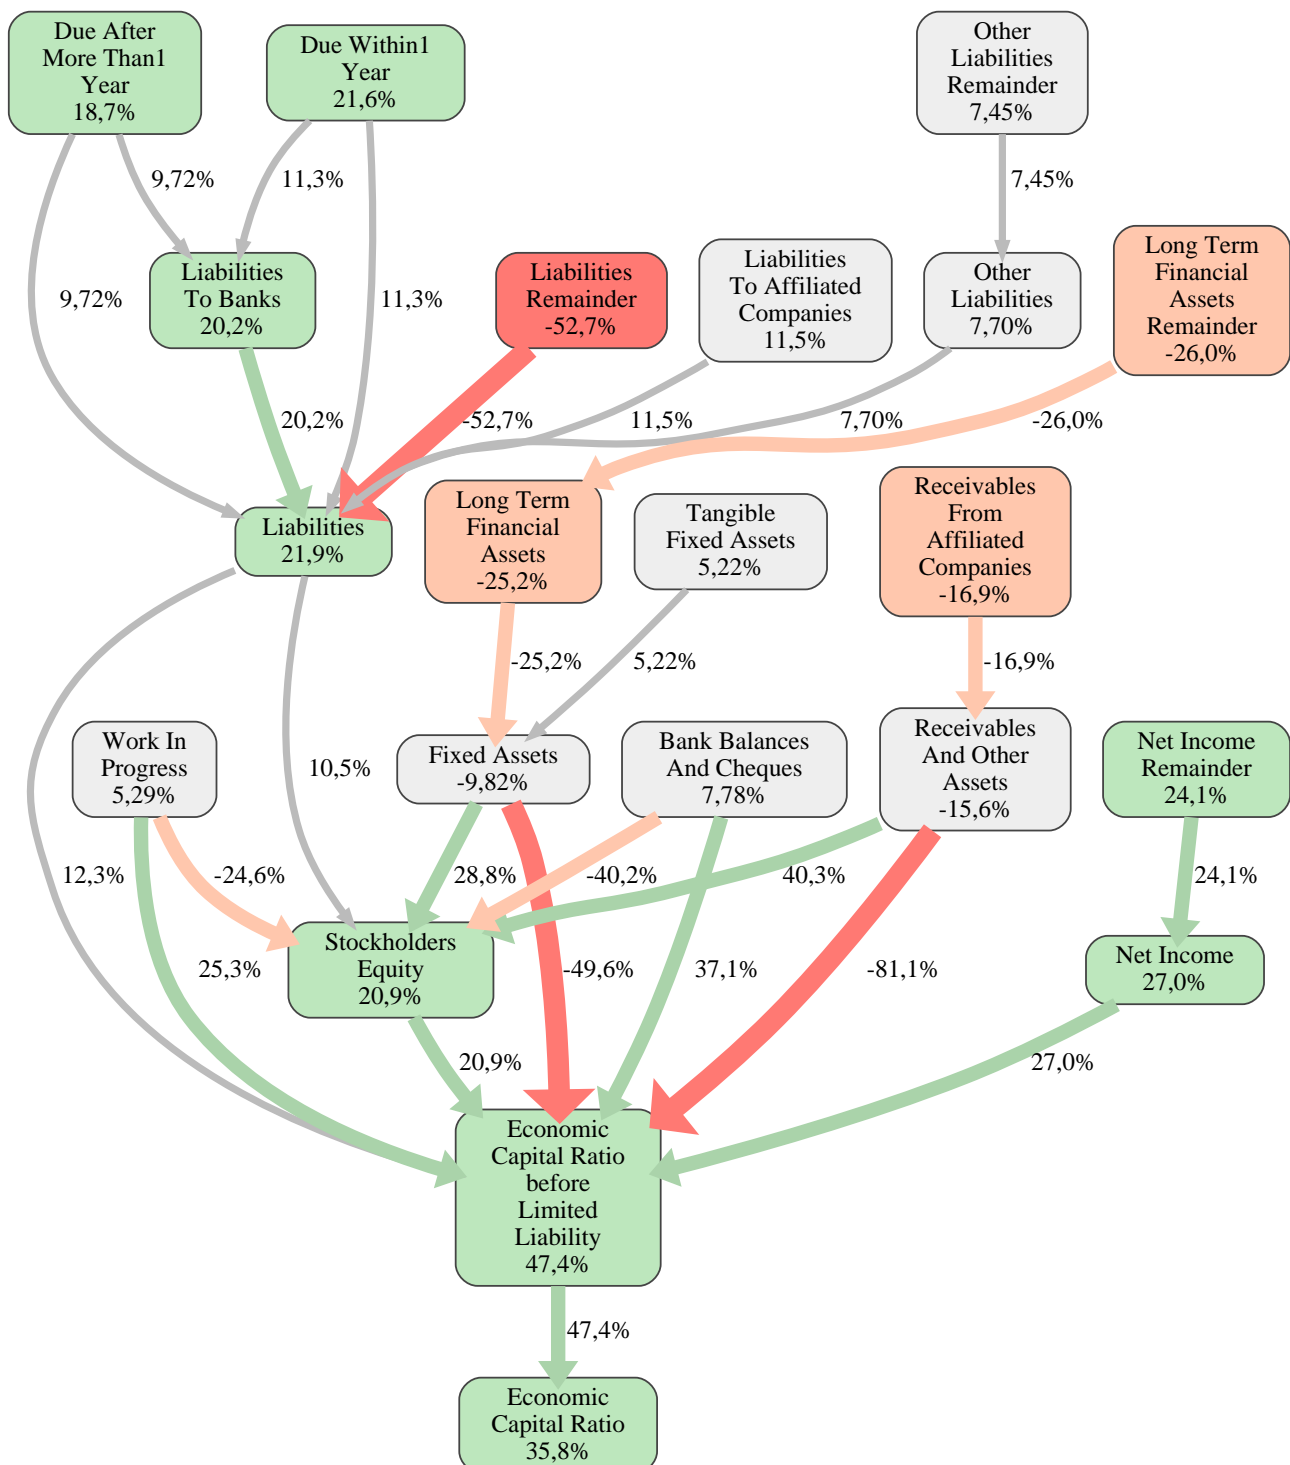 Due After
More Than1
Year
18,7%
Due Within1
Year
21,6%
Other
Liabilities
Remainder
7,45%
9,72%
11,3%
7,45%
Liabilities
To Banks
20,2%
Liabilities
Remainder
-52,7%
Liabilities
To Affiliated
Companies
11,5%
Other
Liabilities
7,70%
Long Term
Financial
Assets
Remainder
-26,0%
9,72%
11,3%
20,2%
-52,7%
11,5%
7,70%
-26,0%
Liabilities
21,9%
Long Term
Financial
Assets
-25,2%
Tangible
Fixed Assets
5,22%
Receivables
From
Affiliated
Companies
-16,9%
-25,2%
5,22%
-16,9%
Work In
Progress
5,29%
10,5%
Fixed Assets
-9,82%
Bank Balances
And Cheques
7,78%
Receivables
And Other
Assets
-15,6%
Net Income
Remainder
24,1%
12,3%
-24,6%
28,8%
-40,2%
40,3%
24,1%
Stockholders
Equity
20,9%
25,3%
-49,6%
37,1%
-81,1%
Net Income
27,0%
20,9%
27,0%
Economic
Capital Ratio
before
Limited
Liability
47,4%
47,4%
Economic
Capital Ratio
35,8%